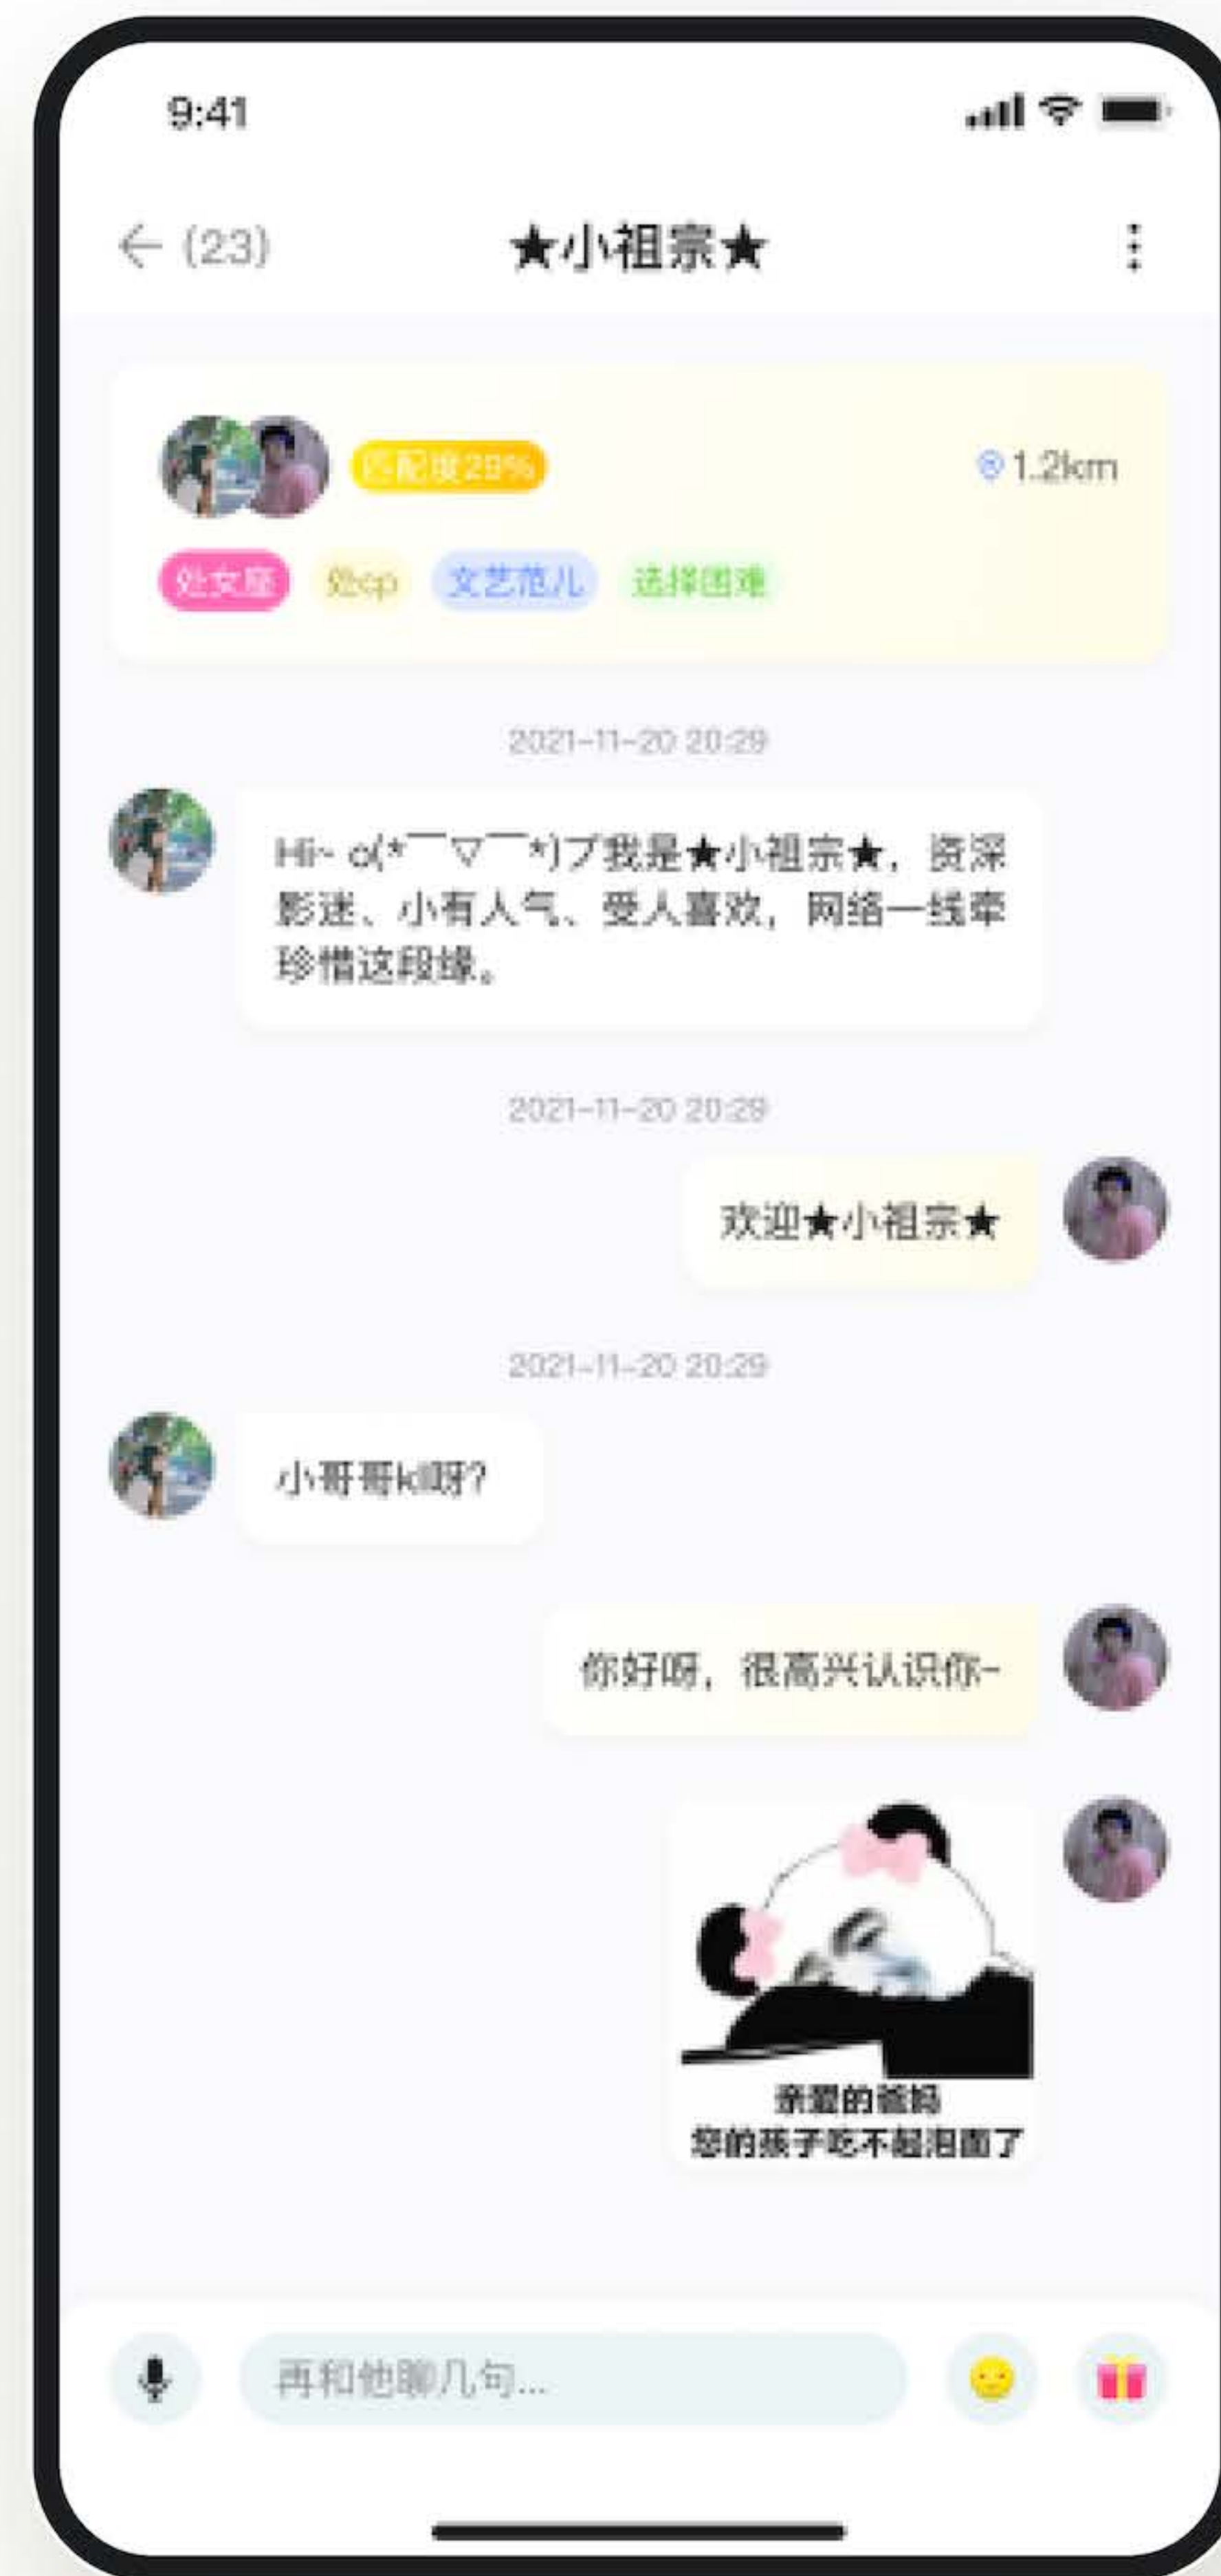 9:41
(23)
★小祖宗★
匹配度29%
1.2km
处女座
处cp
文艺范儿
选择困难
2021-11-20 20:29
Hi~ o(*￣▽￣*)ブ我是★小祖宗★，资深
影迷、小有人气、受人喜欢，网络一线牵
珍惜这段缘。
2021-11-20 20:29
欢迎★小祖宗★
2021-11-20 20:29
小哥哥kl呀?
你好呀，很高兴认识你~
亲爱的爸妈
您的孩子吃不起泡面了
再和他聊几句...